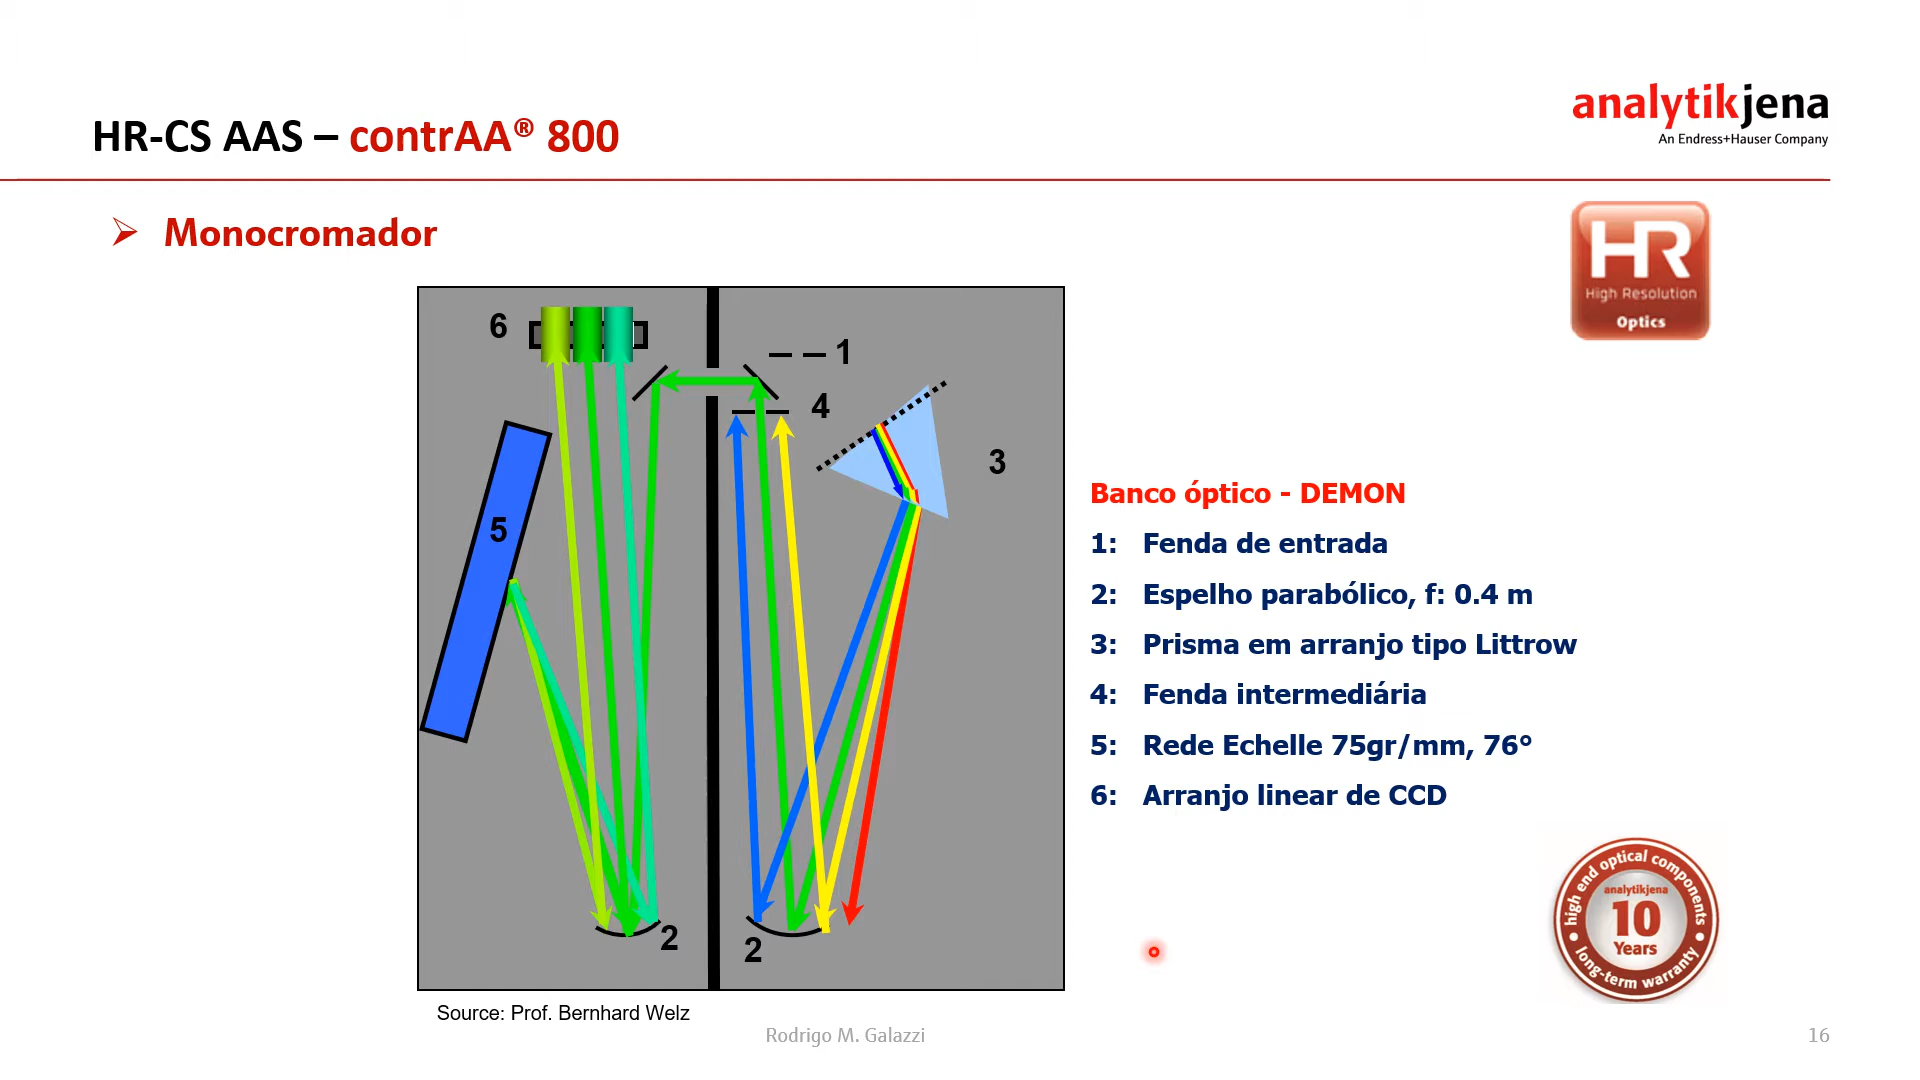 analytikjena
An Endress+Hauser Company
HR-CS AAS – contrAA® 800
➢ Monocromador
HR
High Resolution
Optics
6
1
4
3
5
2
2
Banco óptico - DEMON
1: Fenda de entrada
2: Espelho parabólico, f: 0.4 m
3: Prisma em arranjo tipo Littrow
4: Fenda intermediária
5: Rede Echelle 75gr/mm, 76°
6: Arranjo linear de CCD
high end optical components
analytikjena
10
Years
long-term warranty
Source: Prof. Bernhard Welz
Rodrigo M. Galazzi
16